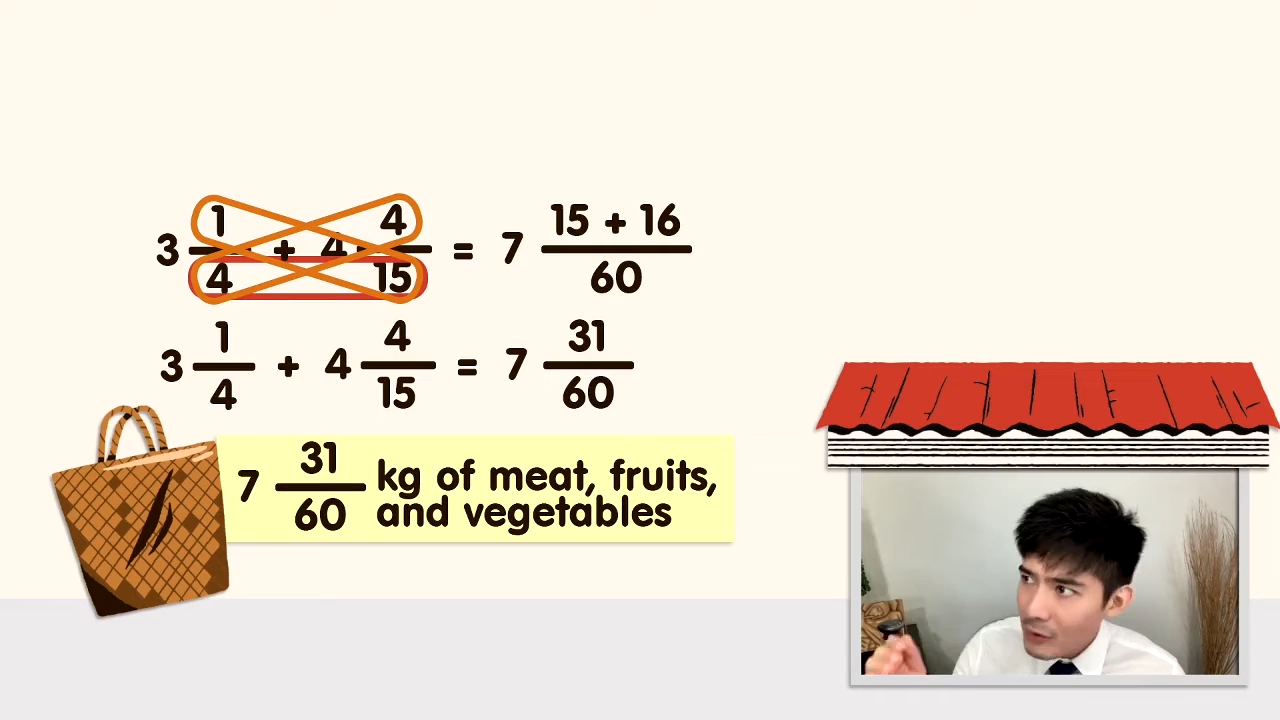 3 1/4 + 4 4/15 = 7 15 + 16/60
3 1/4 + 4 4/15 = 7 31/60
7 31/60 kg of meat, fruits,
and vegetables